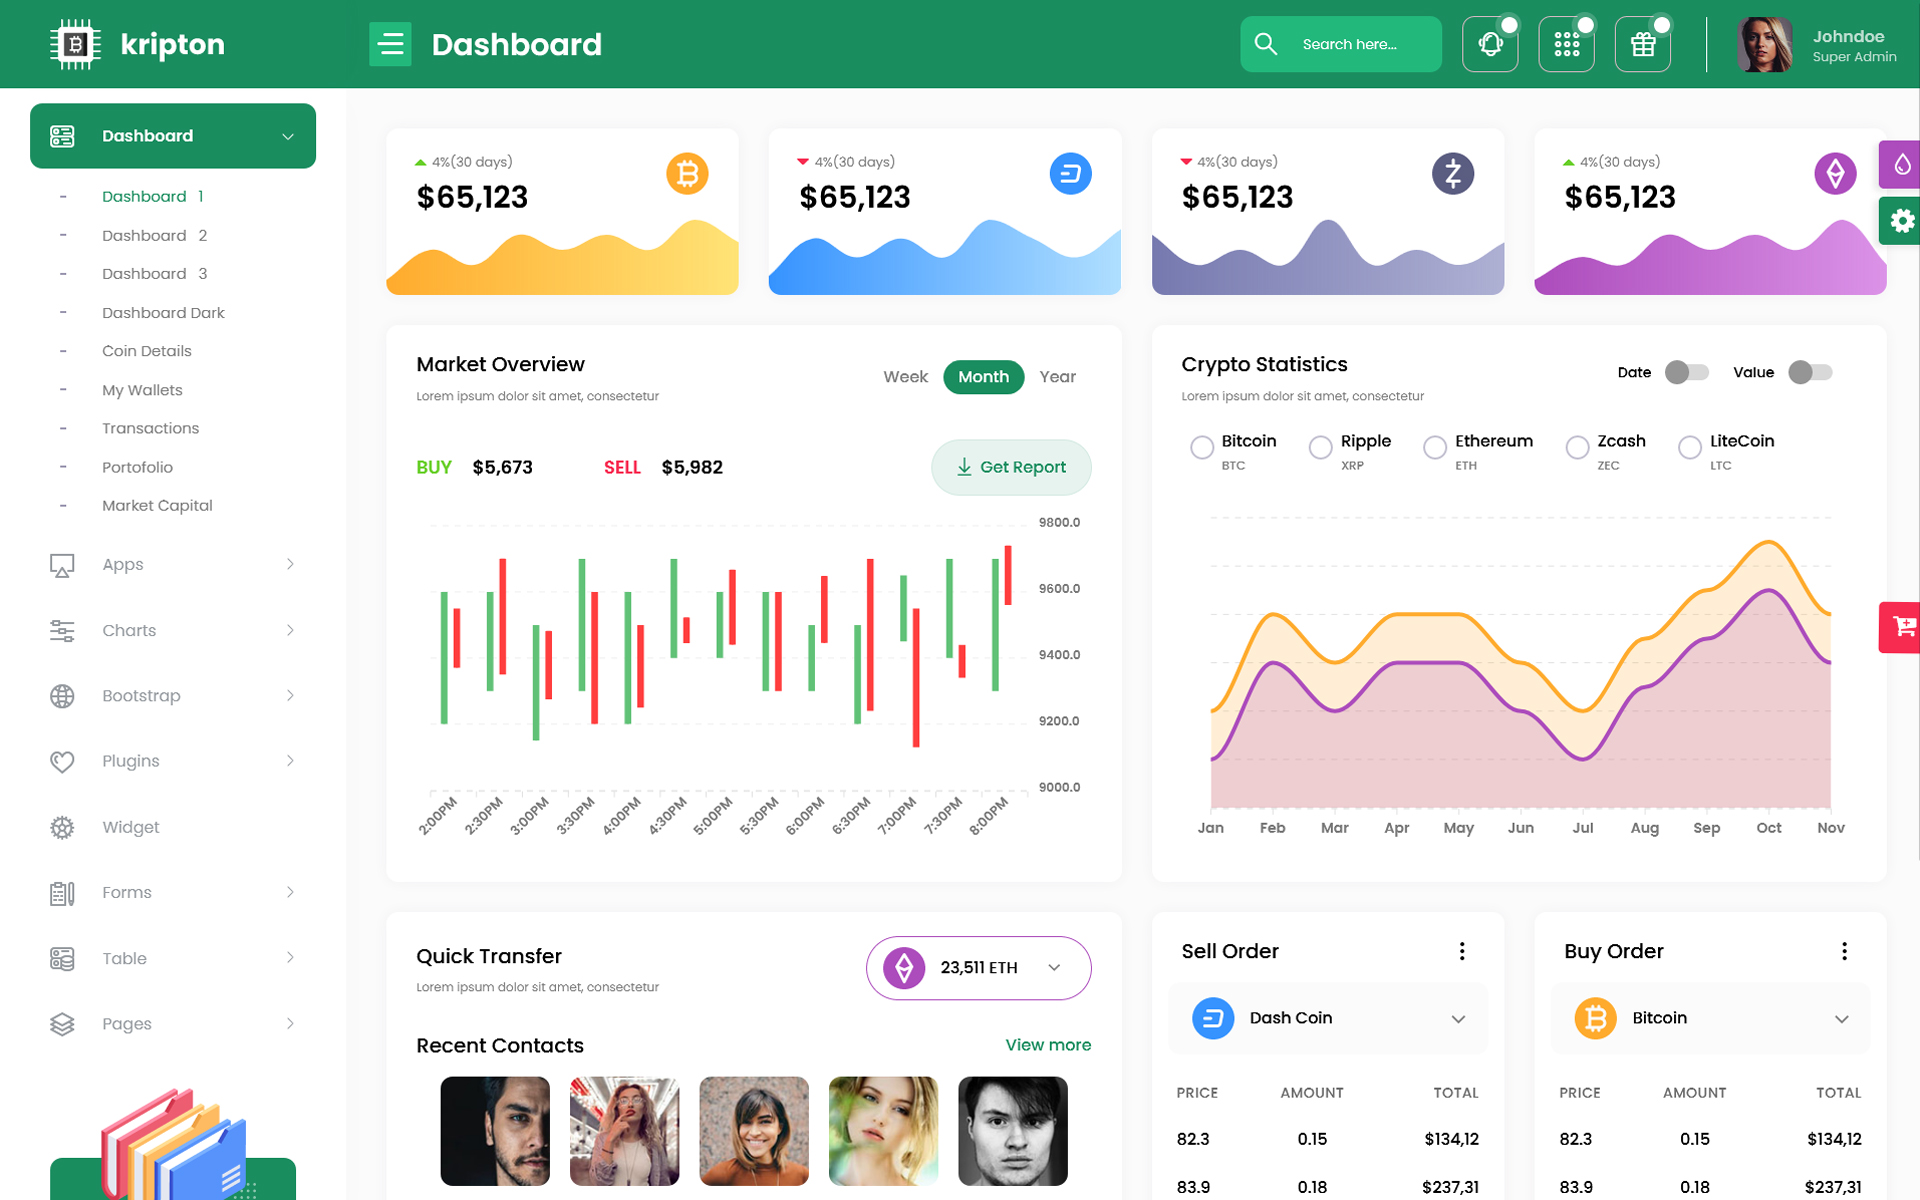 kripton
Dashboard
Search here...
Johndoe
Super Admin
Dashboard
- Dashboard 1
- Dashboard 2
- Dashboard 3
- Dashboard Dark
- Coin Details
- My Wallets
- Transactions
- Portofolio
- Market Capital
Apps
Charts
Bootstrap
Plugins
Widget
Forms
Table
Pages
4%(30 days)
$65,123
4%(30 days)
$65,123
4%(30 days)
$65,123
4%(30 days)
$65,123
Market Overview
Lorem ipsum dolor sit amet, consectetur
Week Month Year
BUY $5,673 SELL $5,982
Get Report
9800.0
9600.0
9400.0
9200.0
9000.0
2:00PM 2:30PM 3:00PM 3:30PM 4:00PM 4:30PM 5:00PM 5:30PM 6:00PM 6:30PM 7:00PM 7:30PM 8:00PM
Crypto Statistics
Lorem ipsum dolor sit amet, consectetur
Date Value
Bitcoin Ripple Ethereum Zcash LiteCoin
BTC XRP ETH ZEC LTC
Jan Feb Mar Apr May Jun Jul Aug Sep Oct Nov
Quick Transfer
Lorem ipsum dolor sit amet, consectetur
23,511 ETH
Recent Contacts
View more
Sell Order
Dash Coin
PRICE AMOUNT TOTAL
82.3 0.15 $134,12
83.9 0.18 $237,31
Buy Order
Bitcoin
PRICE AMOUNT TOTAL
82.3 0.15 $134,12
83.9 0.18 $237,31